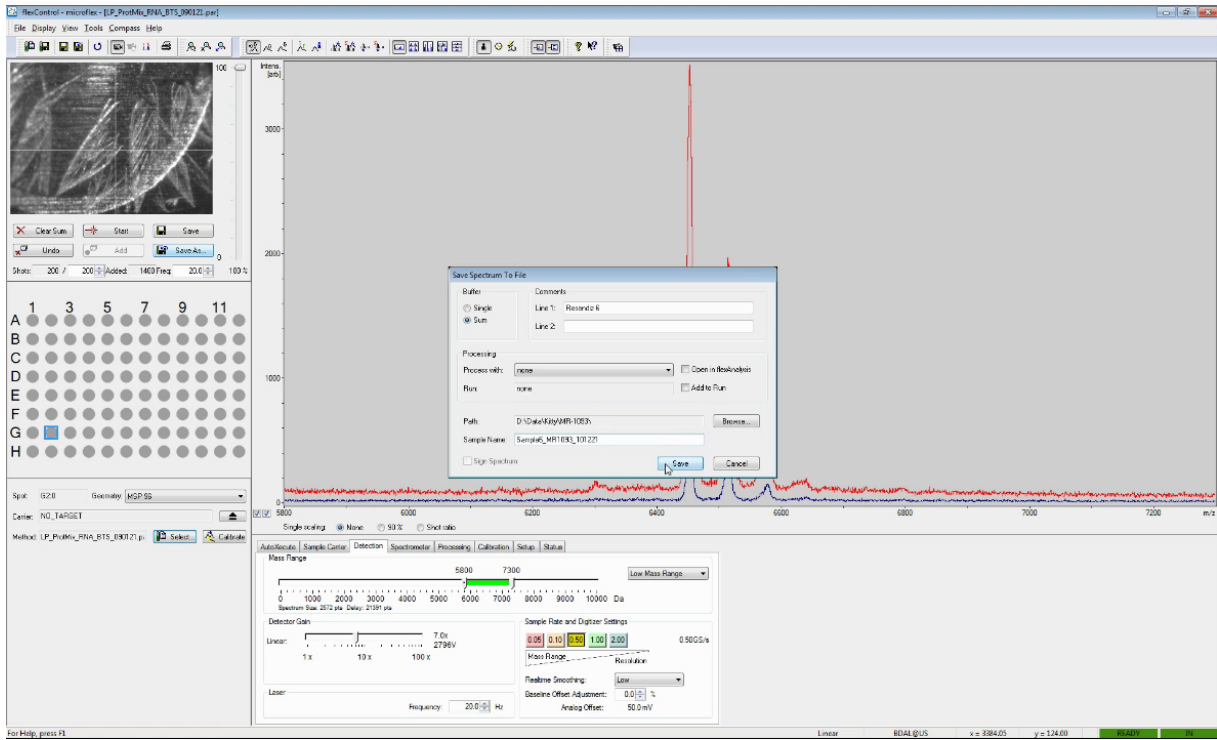 flexControl - microflex - [LP_ProtMix_RNA_BTS_090121.par]
File Display View Tools Compass Help
100
0
Clear Sum Start Save
Undo Add Save As...
Shots: 200 / 200 Added: 1400 Freq: 20.0 100 %
1 3 5 7 9 11
A
B
C
D
E
F
G
H
Spot: G2:0 Geometry: MSP 96
Carrier: NO_TARGET
Method: LP_ProtMix_RNA_BTS_090121.p Select... Calibrate
Intens. [arb]
3000
2000
1000
0
5800 6000 6200 6400 6600 6800 7000 7200 m/z
Save Spectrum To File
Buffer
Single
Sum
Comments
Line 1: Resendiz 6
Line 2:
Processing
Process with: none Open in flexAnalysis
Run: none Add to Run
Path: D:\Data\Kitty\MR-1093\ Browse...
Sample Name: Sample6_MR1093_101221
Sign Spectrum Save Cancel
Single scaling: None 90 % Shot ratio
AutoXecute Sample Carrier Detection Spectrometer Processing Calibration Setup Status
Mass Range
5800 7300
Low Mass Range
0 1000 2000 3000 4000 5000 6000 7000 8000 9000 10000 Da
Spectrum Size: 2572 pts Delay: 21391 pts
Detector Gain
Linear: 7.0x
2796V
1 x 10 x 100 x
Sample Rate and Digitizer Settings
0.05 0.10 0.50 1.00 2.00 0.50GS/s
Mass Range
Resolution
Realtime Smoothing: Low
Baseline Offset Adjustment: 0.0 %
Analog Offset: 50.0 mV
Laser
Frequency: 20.0 Hz
For Help, press F1
Linear BDAL@US x = 3384.05 y = 124.00 READY IN